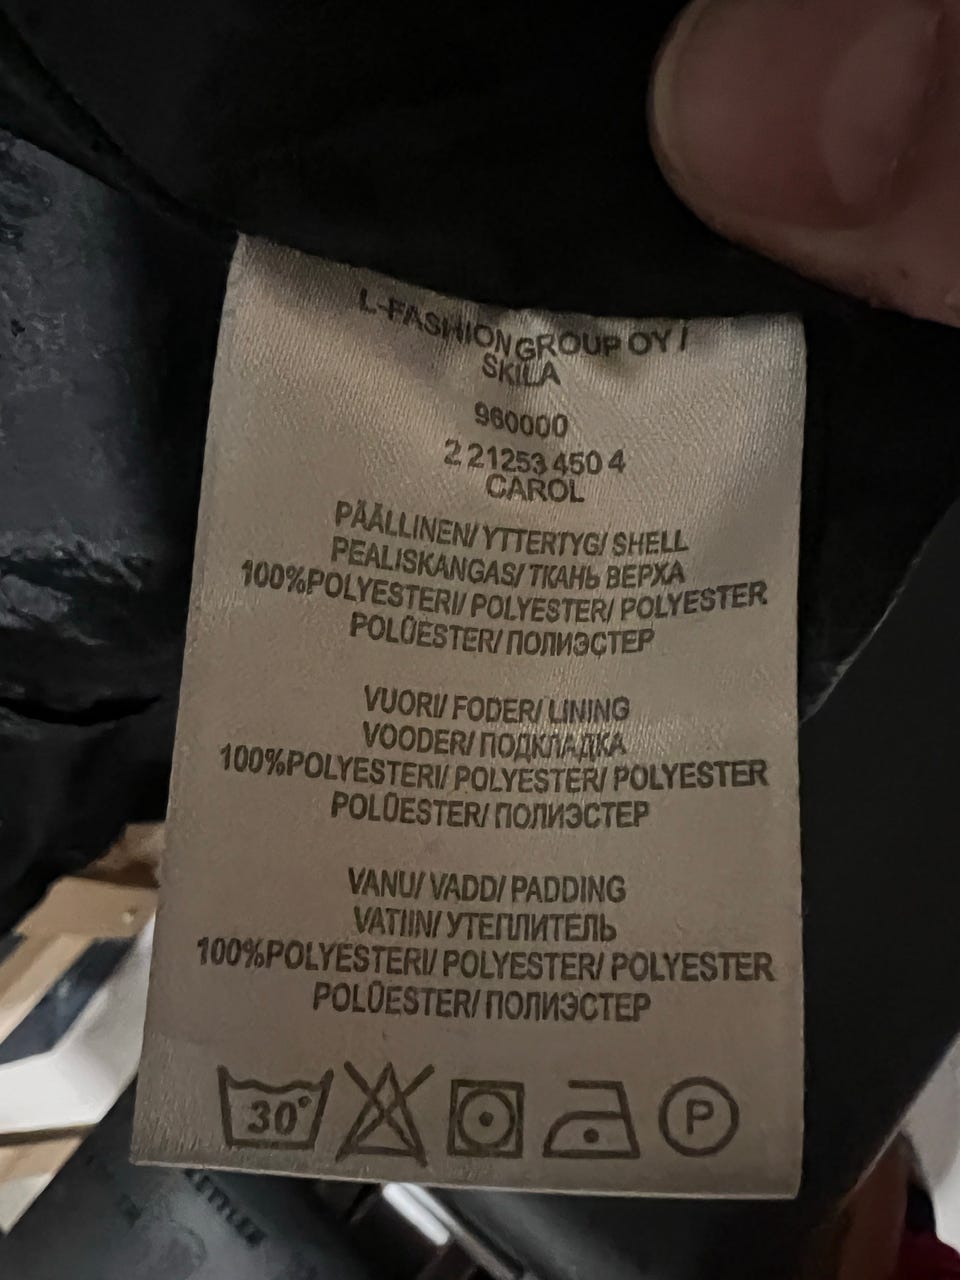 L-FASHION GROUP OY /
SKILA
960000
2 21253 450 4
CAROL
PÄÄLLINEN/ YTTERTYG/ SHELL
PEALISKANGAS/ ТКАНЬ ВЕРХА
100%POLYESTERI/ POLYESTER/ POLYESTER
POLÜESTER/ ПОЛИЭСТЕР
VUORI/ FODER/ LINING
VOODER/ ПОДКЛАДКА
100%POLYESTERI/ POLYESTER/ POLYESTER
POLÜESTER/ ПОЛИЭСТЕР
VANU/ VADD/ PADDING
VATIIN/ УТЕПЛИТЕЛЬ
100%POLYESTERI/ POLYESTER/ POLYESTER
POLÜESTER/ ПОЛИЭСТЕР
30° P